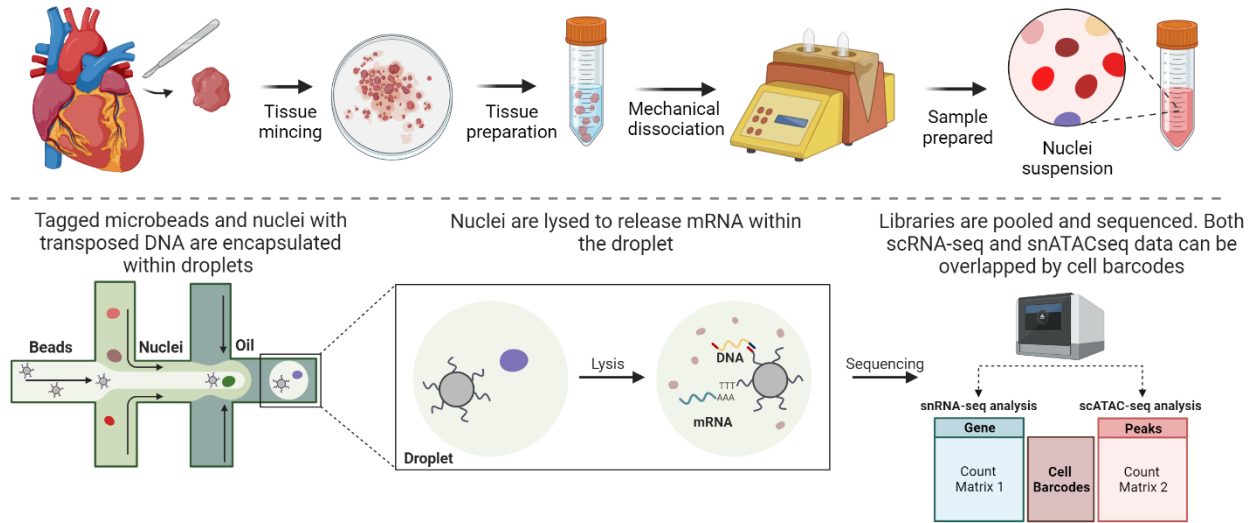 Tissue
mincing
Tissue
preparation
Mechanical
dissociation
Sample
prepared
Nuclei
suspension
Tagged microbeads and nuclei with
transposed DNA are encapsulated
within droplets
Beads
Nuclei
Oil
Nuclei are lysed to release mRNA within
the droplet
Droplet
Lysis
DNA
TTT
AAA
mRNA
Sequencing
Libraries are pooled and sequenced. Both
scRNA-seq and snATACseq data can be
overlapped by cell barcodes
snRNA-seq analysis
scATAC-seq analysis
Gene
Count
Matrix 1
Cell
Barcodes
Peaks
Count
Matrix 2